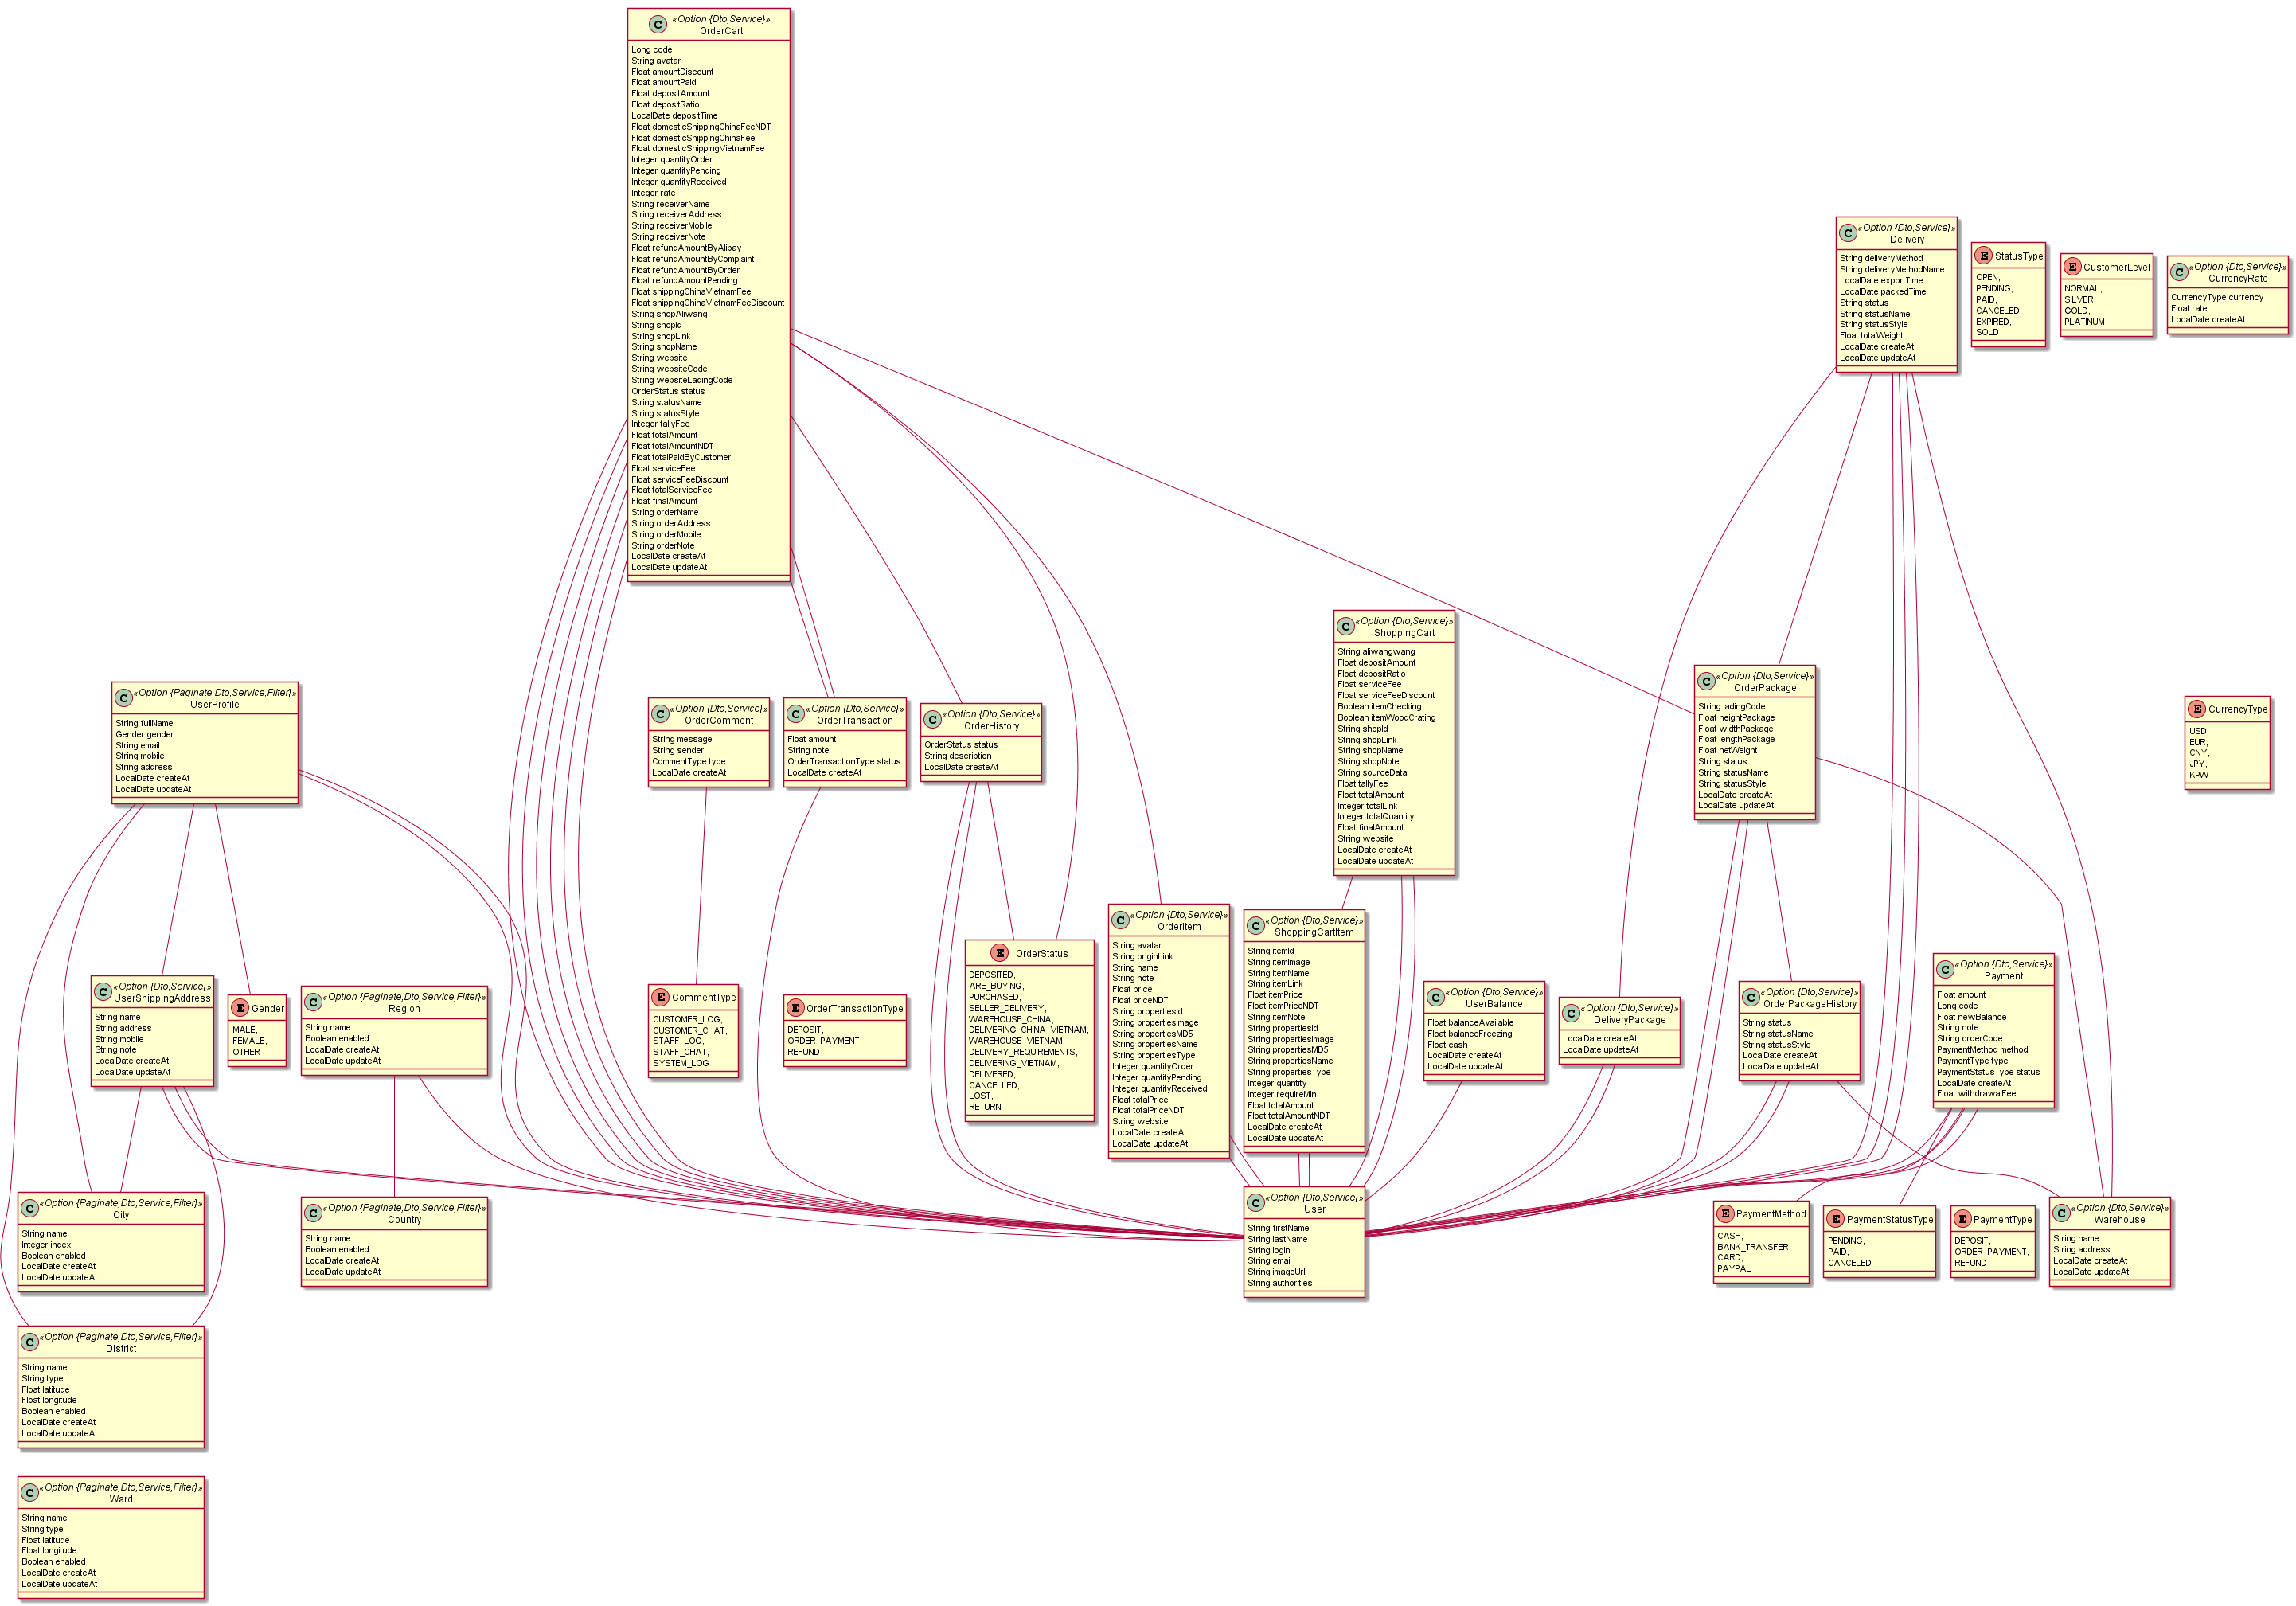 C «Option {Dto,Service}»
OrderCart
Long code
String avatar
Float amountDiscount
Float amountPaid
Float depositAmount
Float depositRatio
LocalDate depositTime
Float domesticShippingChinaFeeNDT
Float domesticShippingChinaFee
Float domesticShippingVietnamFee
Integer quantityOrder
Integer quantityPending
Integer quantityReceived
Integer rate
String receiverName
String receiverAddress
String receiverMobile
String receiverNote
Float refundAmountByAlipay
Float refundAmountByComplaint
Float refundAmountByOrder
Float refundAmountPending
Float shippingChinaVietnamFee
Float shippingChinaVietnamFeeDiscount
String shopAliwang
String shopId
String shopLink
String shopName
String website
String websiteCode
String websiteLadingCode
OrderStatus status
String statusName
String statusStyle
Integer tallyFee
Float totalAmount
Float totalAmountNDT
Float totalPaidByCustomer
Float serviceFee
Float serviceFeeDiscount
Float totalServiceFee
Float finalAmount
String orderName
String orderAddress
String orderMobile
String orderNote
LocalDate createAt
LocalDate updateAt
C «Option {Dto,Service}»
Delivery
String deliveryMethod
String deliveryMethodName
LocalDate exportTime
LocalDate packedTime
String status
String statusName
String statusStyle
Float totalWeight
LocalDate createAt
LocalDate updateAt
E StatusType
OPEN,
PENDING,
PAID,
CANCELED,
EXPIRED,
SOLD
E CustomerLevel
NORMAL,
SILVER,
GOLD,
PLATINUM
C «Option {Dto,Service}»
CurrencyRate
CurrencyType currency
Float rate
LocalDate createAt
C «Option {Dto,Service}»
ShoppingCart
String aliwangwang
Float depositAmount
Float depositRatio
Float serviceFee
Float serviceFeeDiscount
Boolean itemChecking
Boolean itemWoodCrating
String shopId
String shopLink
String shopName
String shopNote
String sourceData
Float tallyFee
Float totalAmount
Integer totalLink
Integer totalQuantity
Float finalAmount
String website
LocalDate createAt
LocalDate updateAt
C «Option {Dto,Service}»
OrderPackage
String ladingCode
Float heightPackage
Float widthPackage
Float lengthPackage
Float netWeight
String status
String statusName
String statusStyle
LocalDate createAt
LocalDate updateAt
C «Option {Paginate,Dto,Service,Filter}»
UserProfile
String fullName
Gender gender
String email
String mobile
String address
LocalDate createAt
LocalDate updateAt
C «Option {Dto,Service}»
OrderComment
String message
String sender
CommentType type
LocalDate createAt
C «Option {Dto,Service}»
OrderTransaction
Float amount
String note
OrderTransactionType status
LocalDate createAt
C «Option {Dto,Service}»
OrderHistory
OrderStatus status
String description
LocalDate createAt
E CurrencyType
USD,
EUR,
CNY,
JPY,
KPW
C «Option {Dto,Service}»
UserShippingAddress
String name
String address
String mobile
String note
LocalDate createAt
LocalDate updateAt
E Gender
MALE,
FEMALE,
OTHER
C «Option {Paginate,Dto,Service,Filter}»
Region
String name
Boolean enabled
LocalDate createAt
LocalDate updateAt
E CommentType
CUSTOMER_LOG,
CUSTOMER_CHAT,
STAFF_LOG,
STAFF_CHAT,
SYSTEM_LOG
E OrderTransactionType
DEPOSIT,
ORDER_PAYMENT,
REFUND
E OrderStatus
DEPOSITED,
ARE_BUYING,
PURCHASED,
SELLER_DELIVERY,
WAREHOUSE_CHINA,
DELIVERING_CHINA_VIETNAM,
WAREHOUSE_VIETNAM,
DELIVERY_REQUIREMENTS,
DELIVERING_VIETNAM,
DELIVERED,
CANCELLED,
LOST,
RETURN
C «Option {Dto,Service}»
OrderItem
String avatar
String originLink
String name
String note
Float price
Float priceNDT
String propertiesId
String propertiesImage
String propertiesMD5
String propertiesName
String propertiesType
Integer quantityOrder
Integer quantityPending
Integer quantityReceived
Float totalPrice
Float totalPriceNDT
String website
LocalDate createAt
LocalDate updateAt
C «Option {Dto,Service}»
ShoppingCartItem
String itemId
String itemImage
String itemName
String itemLink
Float itemPrice
Float itemPriceNDT
String itemNote
String propertiesId
String propertiesImage
String propertiesMD5
String propertiesName
String propertiesType
Integer quantity
Integer requireMin
Float totalAmount
Float totalAmountNDT
LocalDate createAt
LocalDate updateAt
C «Option {Dto,Service}»
UserBalance
Float balanceAvailable
Float balanceFreezing
Float cash
LocalDate createAt
LocalDate updateAt
C «Option {Dto,Service}»
DeliveryPackage
LocalDate createAt
LocalDate updateAt
C «Option {Dto,Service}»
OrderPackageHistory
String status
String statusName
String statusStyle
LocalDate createAt
LocalDate updateAt
C «Option {Dto,Service}»
Payment
Float amount
Long code
Float newBalance
String note
String orderCode
PaymentMethod method
PaymentType type
PaymentStatusType status
LocalDate createAt
Float withdrawalFee
C «Option {Paginate,Dto,Service,Filter}»
City
String name
Integer index
Boolean enabled
LocalDate createAt
LocalDate updateAt
C «Option {Paginate,Dto,Service,Filter}»
Country
String name
Boolean enabled
LocalDate createAt
LocalDate updateAt
C «Option {Dto,Service}»
User
String firstName
String lastName
String login
String email
String imageUrl
String authorities
E PaymentMethod
CASH,
BANK_TRANSFER,
CARD,
PAYPAL
E PaymentStatusType
PENDING,
PAID,
CANCELED
E PaymentType
DEPOSIT,
ORDER_PAYMENT,
REFUND
C «Option {Dto,Service}»
Warehouse
String name
String address
LocalDate createAt
LocalDate updateAt
C «Option {Paginate,Dto,Service,Filter}»
District
String name
String type
Float latitude
Float longitude
Boolean enabled
LocalDate createAt
LocalDate updateAt
C «Option {Paginate,Dto,Service,Filter}»
Ward
String name
String type
Float latitude
Float longitude
Boolean enabled
LocalDate createAt
LocalDate updateAt